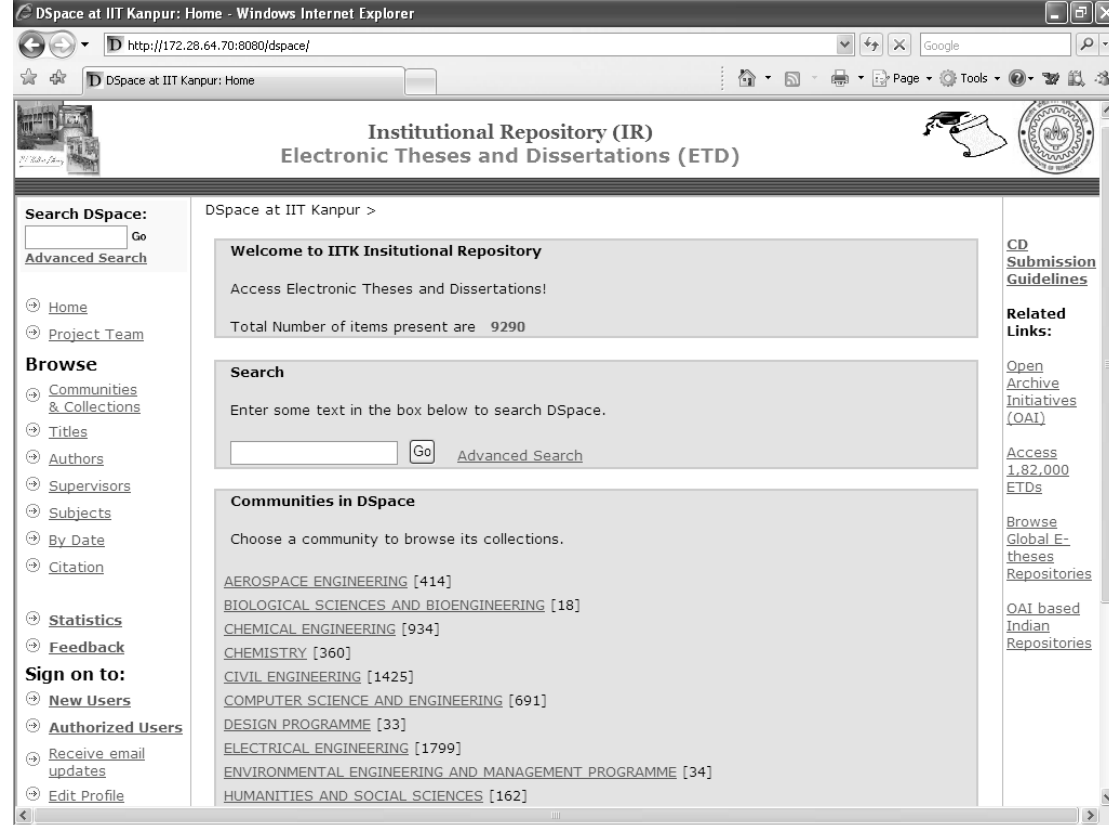 DSpace at IIT Kanpur: Home - Windows Internet Explorer
http://172.28.64.70:8080/dspace/
Google
DSpace at IIT Kanpur: Home
Page
Tools
Institutional Repository (IR)
Electronic Theses and Dissertations (ETD)
Search DSpace:
Go
Advanced Search
Home
Project Team
Browse
Communities
& Collections
Titles
Authors
Supervisors
Subjects
By Date
Citation
Statistics
Feedback
Sign on to:
New Users
Authorized Users
Receive email
updates
Edit Profile
DSpace at IIT Kanpur >
Welcome to IITK Insitutional Repository
Access Electronic Theses and Dissertations!
Total Number of items present are 9290
Search
Enter some text in the box below to search DSpace.
Go Advanced Search
Communities in DSpace
Choose a community to browse its collections.
AEROSPACE ENGINEERING [414]
BIOLOGICAL SCIENCES AND BIOENGINEERING [18]
CHEMICAL ENGINEERING [934]
CHEMISTRY [360]
CIVIL ENGINEERING [1425]
COMPUTER SCIENCE AND ENGINEERING [691]
DESIGN PROGRAMME [33]
ELECTRICAL ENGINEERING [1799]
ENVIRONMENTAL ENGINEERING AND MANAGEMENT PROGRAMME [34]
HUMANITIES AND SOCIAL SCIENCES [162]
CD
Submission
Guidelines
Related
Links:
Open
Archive
Initiatives
(OAI)
Access
1,82,000
ETDs
Browse
Global E-
theses
Repositories
OAI based
Indian
Repositories